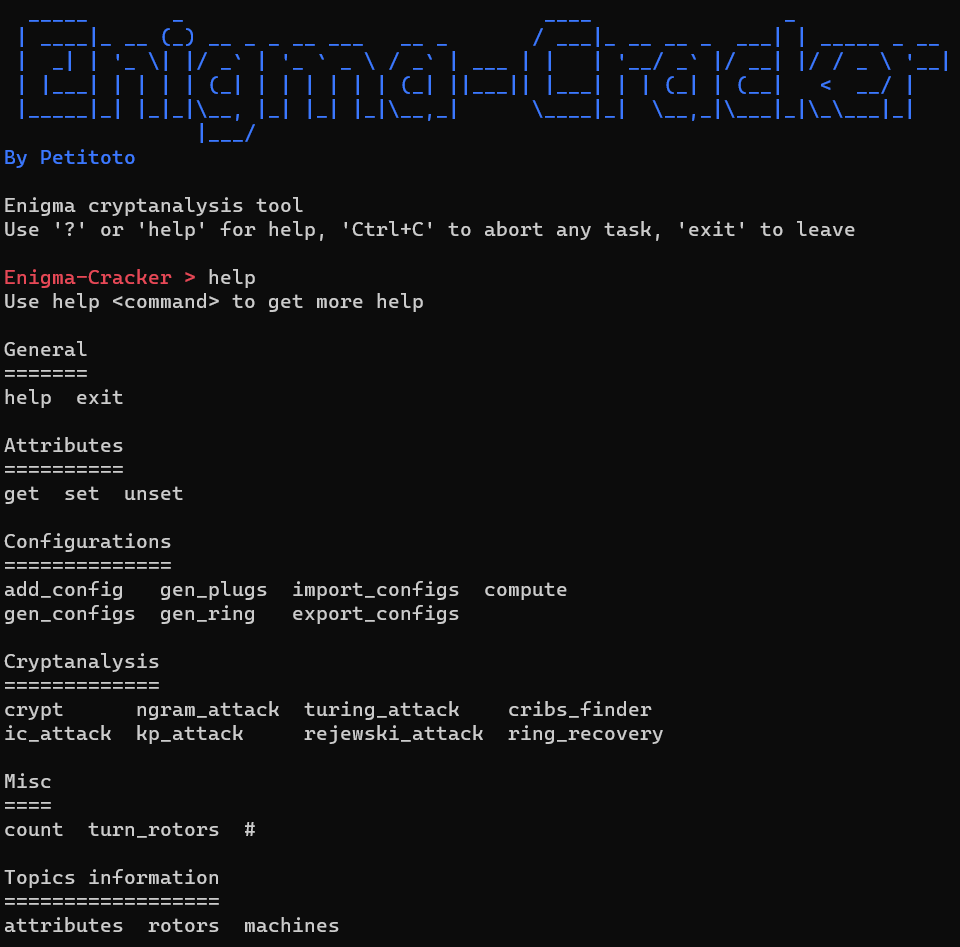 Enigma-Cracker
By Petitoto
Enigma cryptanalysis tool
Use '?' or 'help' for help, 'Ctrl+C' to abort any task, 'exit' to leave
Enigma-Cracker > help
Use help <command> to get more help
General
=======
help  exit
Attributes
==========
get  set  unset
Configurations
==============
add_config   gen_plugs  import_configs  compute
gen_configs  gen_ring   export_configs
Cryptanalysis
=============
crypt      ngram_attack  turing_attack    cribs_finder
ic_attack  kp_attack     rejewski_attack  ring_recovery
Misc
====
count  turn_rotors  #
Topics information
==================
attributes  rotors  machines